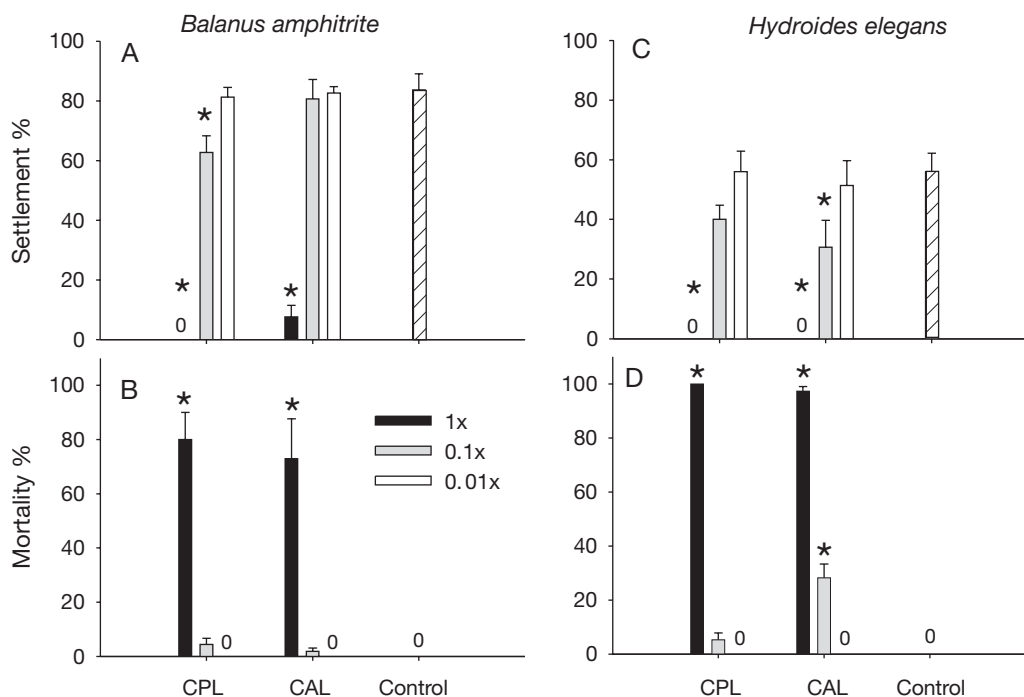 Balanus amphitrite
Hydroides elegans
A
100
80
60
40
20
0
Settlement %
*
0
*
*
C
100
80
60
40
20
0
*
0
*
0
*
B
100
80
60
40
20
0
Mortality %
*
0
*
0
0
1x
0.1x
0.01x
CPL
CAL
Control
D
100
80
60
40
20
0
*
0
*
*
0
0
CPL
CAL
Control